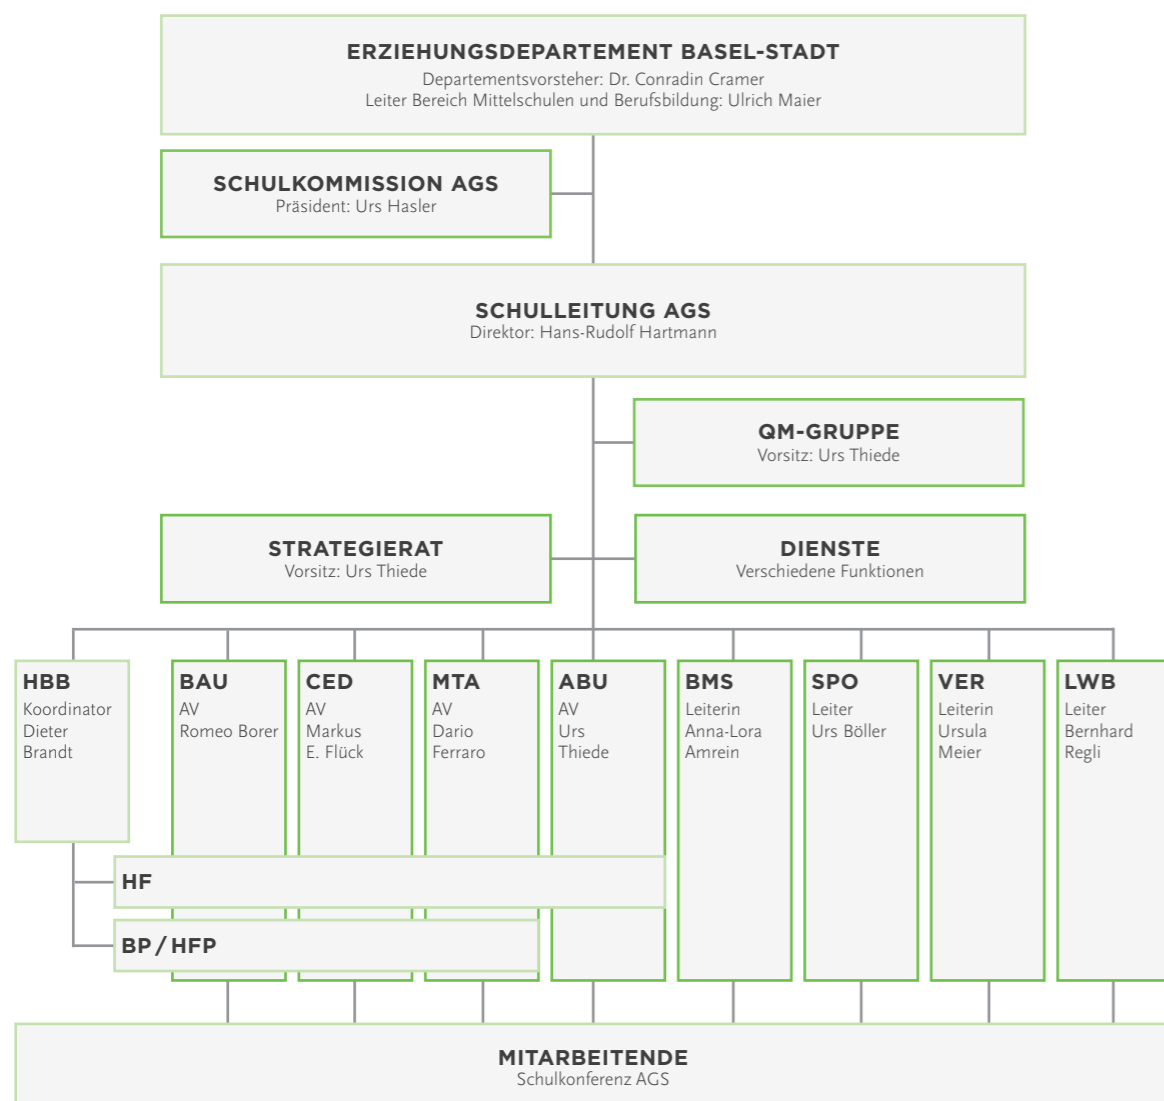 ERZIEHUNGSDEPARTEMENT BASEL-STADT
Departementsvorsteher: Dr. Conradin Cramer
Leiter Bereich Mittelschulen und Berufsbildung: Ulrich Maier
SCHULKOMMISSION AGS
Präsident: Urs Hasler
SCHULLEITUNG AGS
Direktor: Hans-Rudolf Hartmann
QM-GRUPPE
Vorsitz: Urs Thiede
STRATEGIERAT
Vorsitz: Urs Thiede
DIENSTE
Verschiedene Funktionen
HBB
Koordinator
Dieter
Brandt
BAU
AV
Romeo Borer
CED
AV
Markus
E. Flück
MTA
AV
Dario
Ferraro
ABU
AV
Urs
Thiede
BMS
Leiterin
Anna-Lora
Amrein
SPO
Leiter
Urs Böller
VER
Leiterin
Ursula
Meier
LWB
Leiter
Bernhard
Regli
HF
BP / HFP
MITARBEITENDE
Schulkonferenz AGS